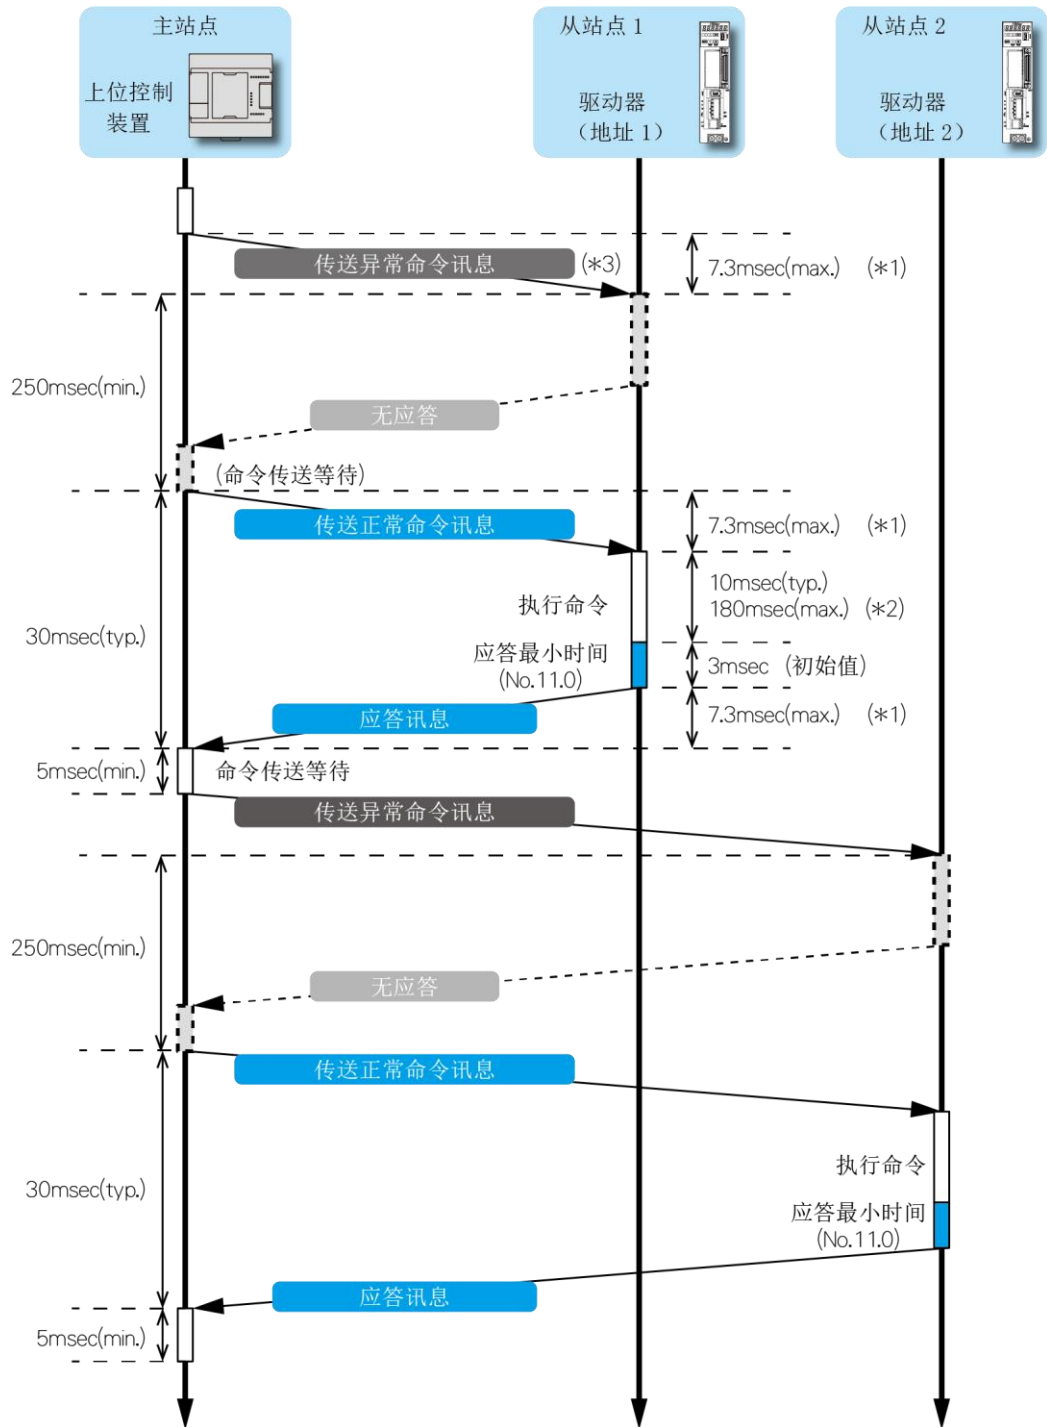 主站点
上位控制
装置
从站点 1
驱动器
（地址 1）
从站点 2
驱动器
（地址 2）
传送异常命令讯息
(*3)
7.3msec(max.) (*1)
250msec(min.)
无应答
(命令传送等待)
传送正常命令讯息
7.3msec(max.) (*1)
10msec(typ.)
180msec(max.) (*2)
执行命令
30msec(typ.)
应答最小时间
(No.11.0)
3msec (初始值)
应答讯息
7.3msec(max.) (*1)
5msec(min.)
命令传送等待
传送异常命令讯息
250msec(min.)
无应答
传送正常命令讯息
执行命令
30msec(typ.)
应答最小时间
(No.11.0)
应答讯息
5msec(min.)